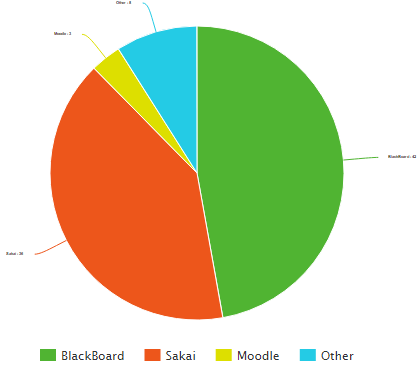 Other : 8
Moodle : 3
BlackBoard : 42
Sakai : 36
BlackBoard Sakai Moodle Other